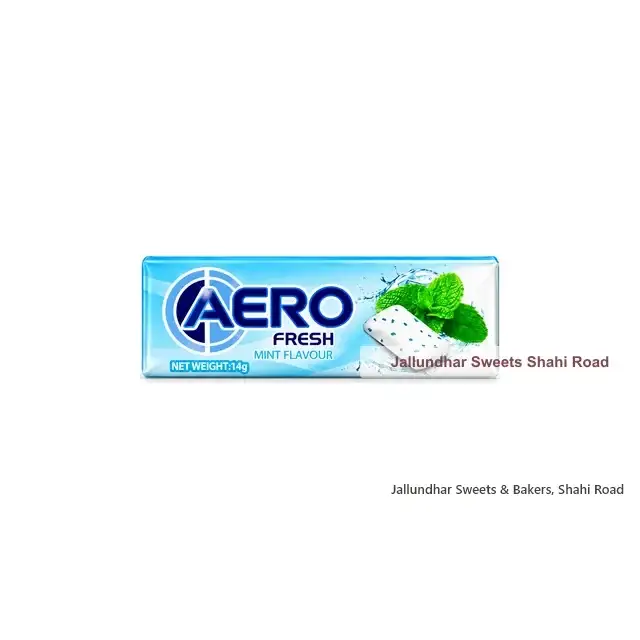 AERO
FRESH
MINT FLAVOUR
NET WEIGHT:14g
Jallundhar Sweets Shahi Road
Jallundhar Sweets & Bakers, Shahi Road